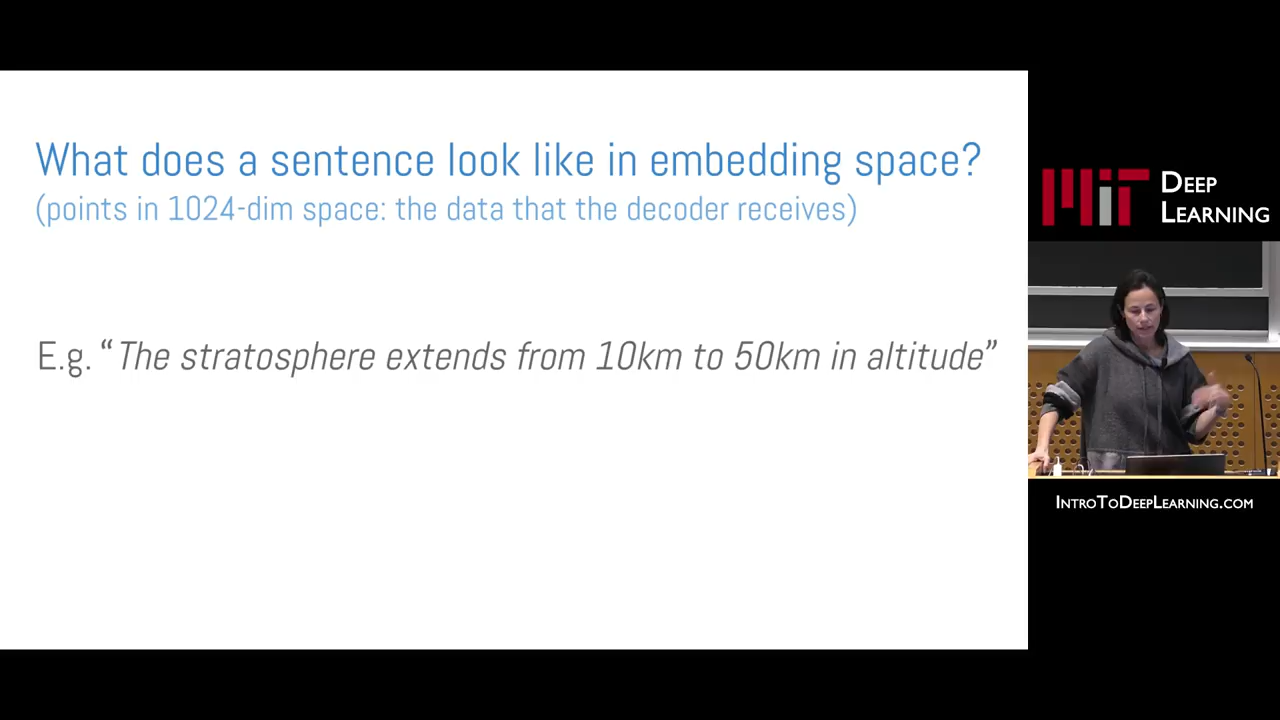 What does a sentence look like in embedding space?
(points in 1024-dim space: the data that the decoder receives)
E.g. “The stratosphere extends from 10km to 50km in altitude”
MIT DEEP
LEARNING
INTROTODEEPLEARNING.COM